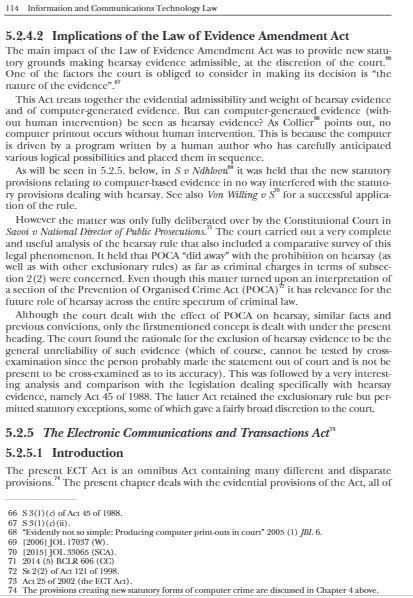 114 Information and Communications Technology Law
5.2.4.2 Implications of the Law of Evidence Amendment Act
The main impact of the Law of Evidence Amendment Act was to provide new statu-
tory grounds making hearsay evidence admissible, at the discretion of the court.66
One of the factors the court is obliged to consider in making its decision is “the
nature of the evidence”.67
This Act treats together the evidential admissibility and weight of hearsay evidence
and of computer-generated evidence. But can computer-generated evidence (with-
out human intervention) be seen as hearsay evidence? As Collier68 points out, no
computer printout occurs without human intervention. This is because the computer
is driven by a program written by a human author who has carefully anticipated
various logical possibilities and placed them in sequence.
As will be seen in 5.2.5. below, in S v Ndhlovu69 it was held that the new statutory
provisions relating to computer-based evidence in no way interfered with the statuto-
ry provisions dealing with hearsay. See also Von Willing v S70 for a successful applica-
tion of the rule.
However the matter was only fully deliberated over by the Constitutional Court in
Savoi v National Director of Public Prosecutions.71 The court carried out a very complete
and useful analysis of the hearsay rule that also included a comparative survey of this
legal phenomenon. It held that POCA “did away” with the prohibition on hearsay (as
well as with other exclusionary rules) as far as criminal charges in terms of subsec-
tion 2(2) were concerned. Even though this matter turned upon an interpretation of
a section of the Prevention of Organised Crime Act (POCA)72 it has relevance for the
future role of hearsay across the entire spectrum of criminal law.
Although the court dealt with the effect of POCA on hearsay, similar facts and
previous convictions, only the firstmentioned concept is dealt with under the present
heading. The court found the rationale for the exclusion of hearsay evidence to be the
general unreliability of such evidence (which of course, cannot be tested by cross-
examination since the person probably made the statement out of court and is not be
present to be cross-examined as to its accuracy). This was followed by a very interest-
ing analysis and comparison with the legislation dealing specifically with hearsay
evidence, namely Act 45 of 1988. The latter Act retained the exclusionary rule but per-
mitted statutory exceptions, some of which gave a fairly broad discretion to the court.
5.2.5 The Electronic Communications and Transactions Act73
5.2.5.1 Introduction
The present ECT Act is an omnibus Act containing many different and disparate
provisions.74 The present chapter deals with the evidential provisions of the Act, all of
66 S 3(1)(c) of Act 45 of 1988.
67 S 3(1)(c)(ii).
68 “Evidently not so simple: Producing computer print-outs in court” 2005 (1) JBL 6.
69 [2006] JOL 17037 (W).
70 [2015] JOL 33065 (SCA).
71 2014 (5) BCLR 606 (CC)
72 Ss 2(2) of Act 121 of 1998.
73 Act 25 of 2002 (the ECT Act).
74 The provisions creating new statutory forms of computer crime are discussed in Chapter 4 above.